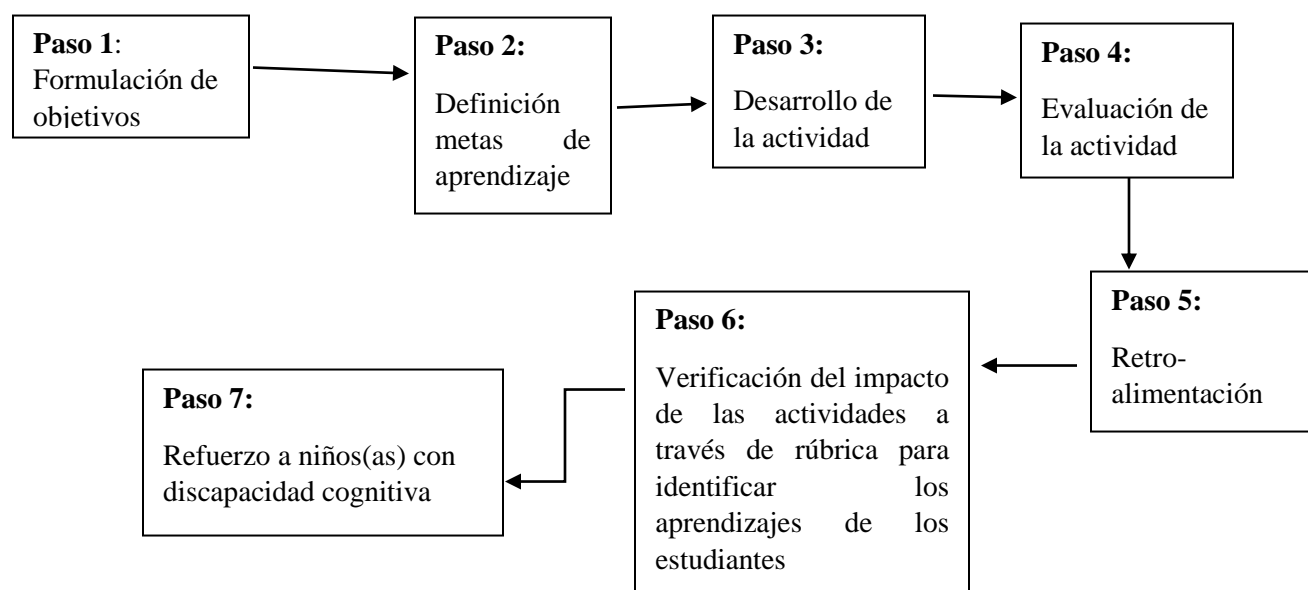 Paso 1:
Formulación de
objetivos
Paso 2:
Definición
metas de
aprendizaje
Paso 3:
Desarrollo de
la actividad
Paso 4:
Evaluación de
la actividad
Paso 5:
Retro-
alimentación
Paso 6:
Verificación del impacto
de las actividades a
través de rúbrica para
identificar los
aprendizajes de los
estudiantes
Paso 7:
Refuerzo a niños(as) con
discapacidad cognitiva